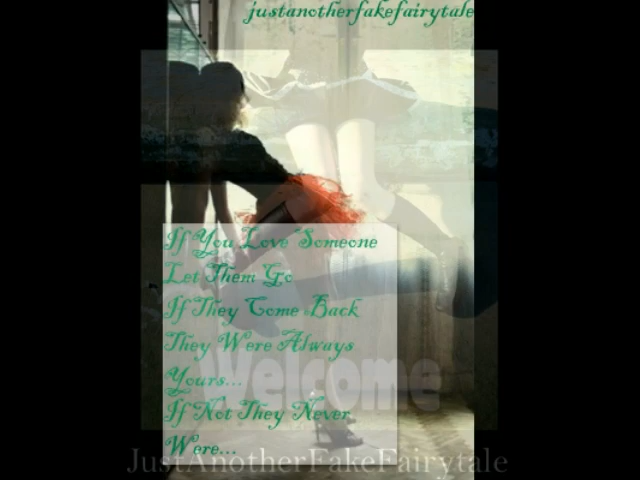 justanotherfakefairytale
If You Love Someone
Let Them Go
If They Come Back
They Were Always
Yours...
Welcome
If Not They Never
Were...
JustAnotherFakeFairytale